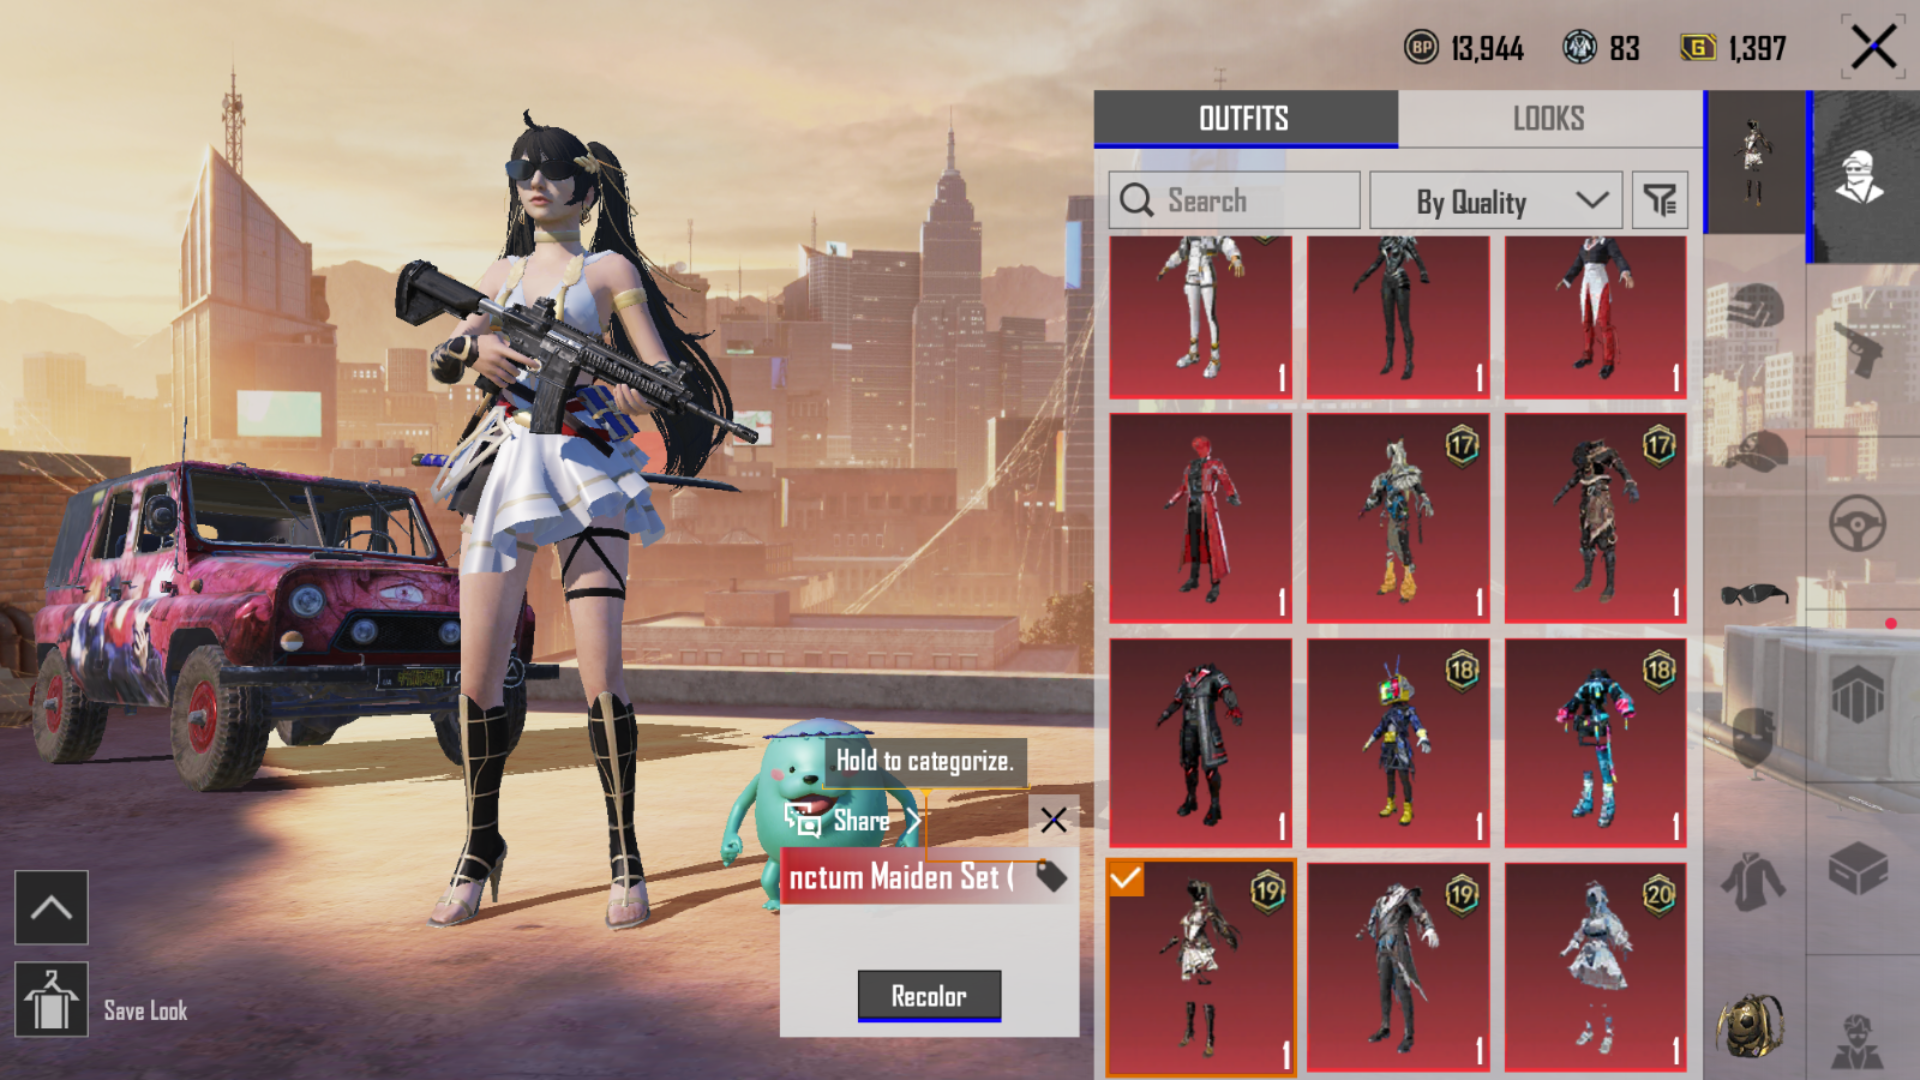 BP 13,944 83 G 1,397
OUTFITS LOOKS
Search By Quality
1 1 1
17 17
1 1 1
18 18
1 1 1
19 19 20
1 1 1
Hold to categorize.
Share
nctum Maiden Set (
Recolor
Save Look